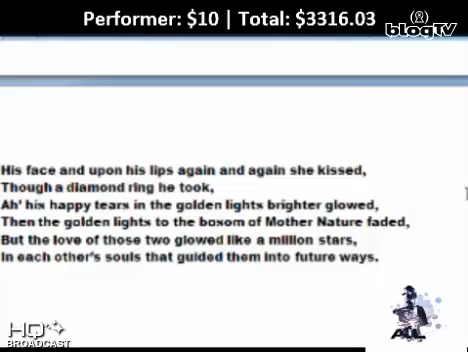 Performer: $10 | Total: $3316.03
blogTV
His face and upon his lips again and again she kissed,
Though a diamond ring he took,
Ah' his happy tears in the golden lights brighter glowed,
Then the golden lights to the bosom of Mother Nature faded,
But the love of those two glowed like a million stars,
In each other's souls that guided them into future ways.
HQ
BROADCAST